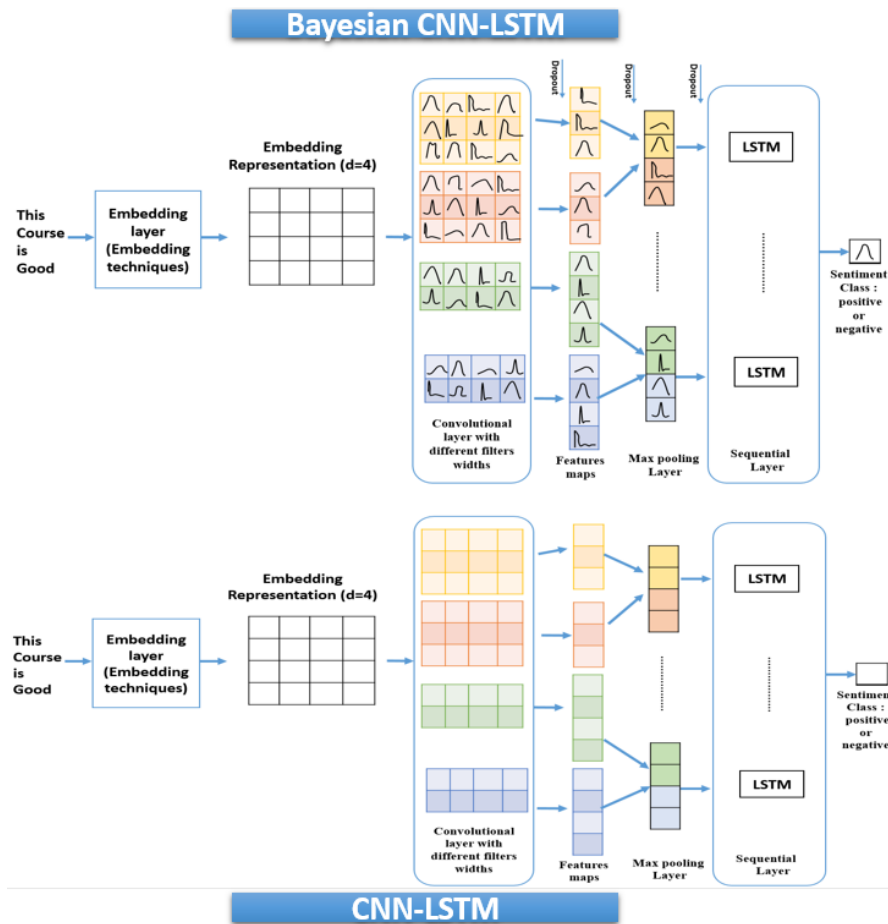 Bayesian CNN-LSTM
Dropout
Dropout
Dropout
Embedding
Representation (d=4)
This
Course
is
Good
Embedding
layer
(Embedding
techniques)
LSTM
LSTM
Sentiment
Class :
positive
or
negative
Convolutional
layer with
different filters
widths
Features
maps
Max pooling
Layer
Sequential
Layer
Embedding
Representation (d=4)
This
Course
is
Good
Embedding
layer
(Embedding
techniques)
LSTM
LSTM
Sentiment
Class :
positive
or
negative
Convolutional
layer with
different filters
widths
Features
maps
Max pooling
Layer
Sequential
Layer
CNN-LSTM